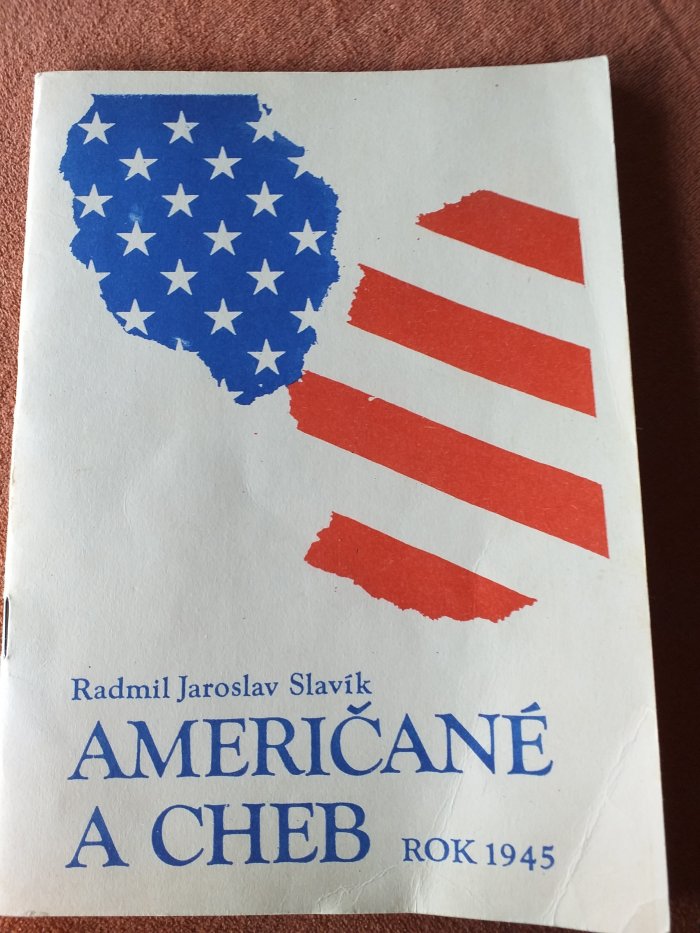 Radmil Jaroslav Slavík
AMERIČANÉ
A CHEB ROK 1945